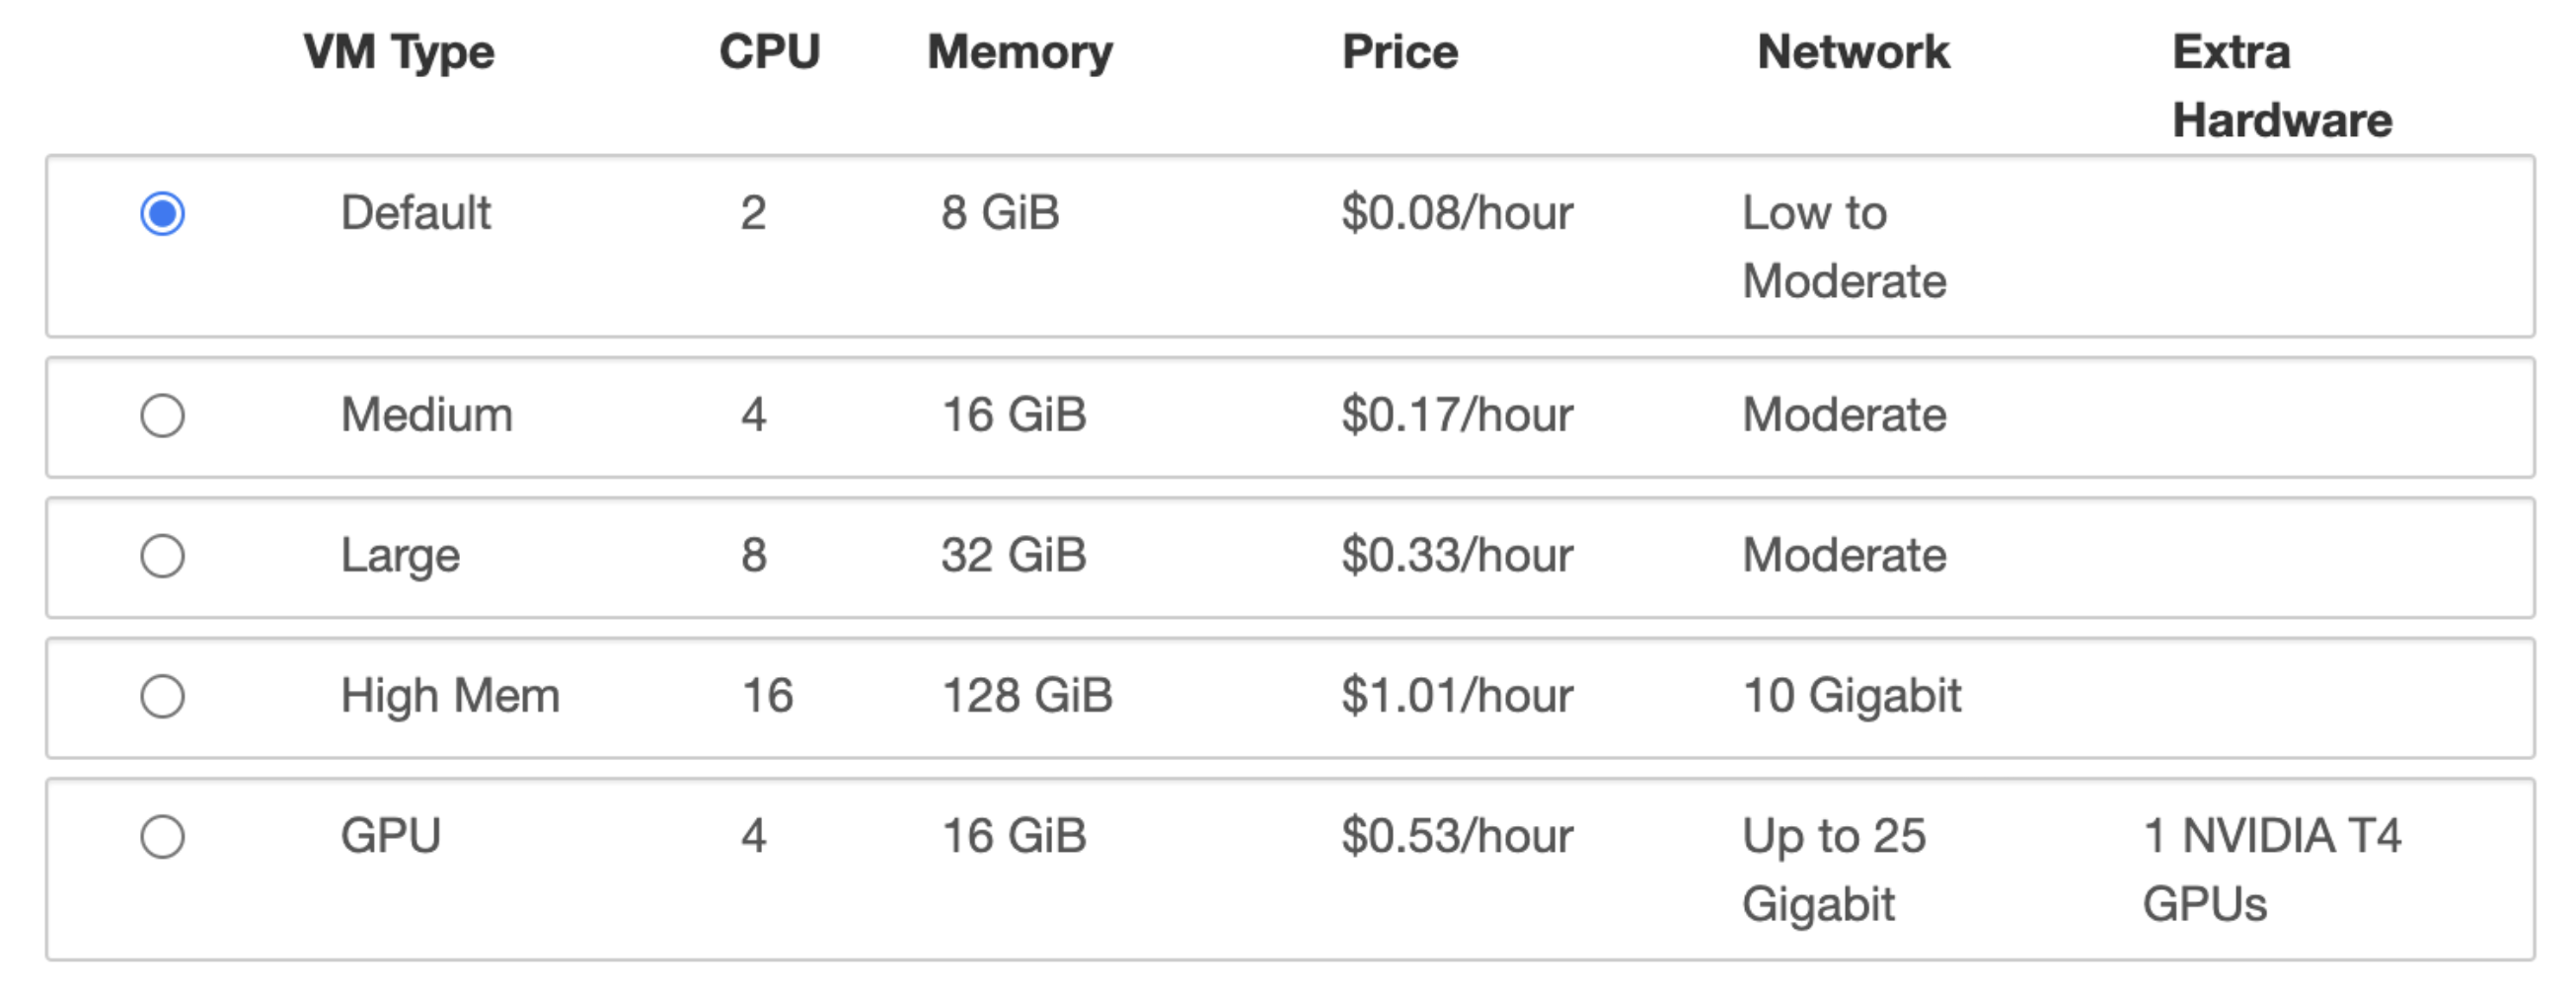 VM Type CPU Memory Price Network Extra
Hardware
Default 2 8 GiB $0.08/hour Low to
Moderate
Medium 4 16 GiB $0.17/hour Moderate
Large 8 32 GiB $0.33/hour Moderate
High Mem 16 128 GiB $1.01/hour 10 Gigabit
GPU 4 16 GiB $0.53/hour Up to 25 1 NVIDIA T4
Gigabit GPUs